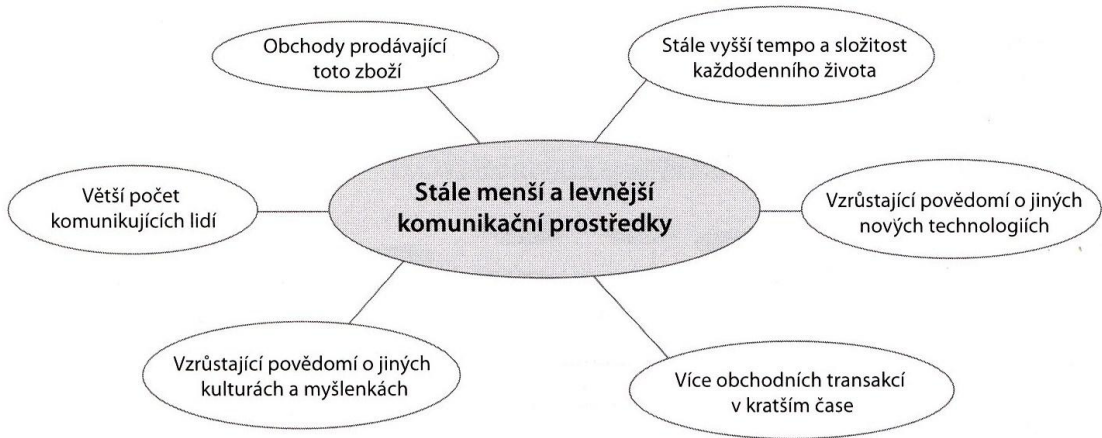 Obchody prodávající
toto zboží
Stále vyšší tempo a složitost
každodenního života
Větší počet
komunikujících lidí
Stále menší a levnější
komunikační prostředky
Vzrůstající povědomí o jiných
nových technologiích
Vzrůstající povědomí o jiných
kulturách a myšlenkách
Více obchodních transakcí
v kratším čase